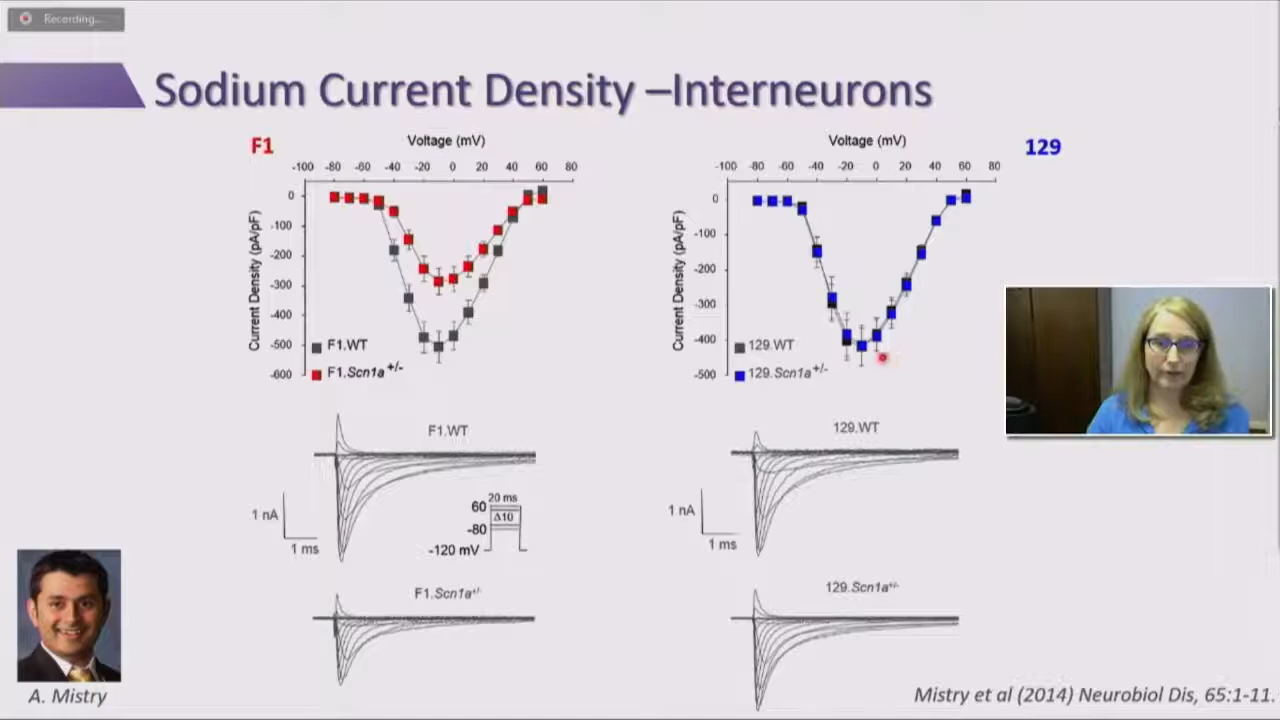 Recording...
Sodium Current Density –Interneurons
F1
Voltage (mV)
-100 -80 -60 -40 -20 0 20 40 60 80
0
-100
-200
-300
-400
-500
-600
Current Density (pA/pF)
F1.WT
F1.Scn1a+/-
Voltage (mV)
129
-100 -80 -60 -40 -20 0 20 40 60 80
0
-100
-200
-300
-400
-500
Current Density (pA/pF)
129.WT
129.Scn1a+/-
F1.WT
1 nA
1 ms
20 ms
60
Δ10
-80
-120 mV
129.WT
1 nA
1 ms
F1.Scn1a+/-
129.Scn1a+/-
A. Mistry
Mistry et al (2014) Neurobiol Dis, 65:1-11.